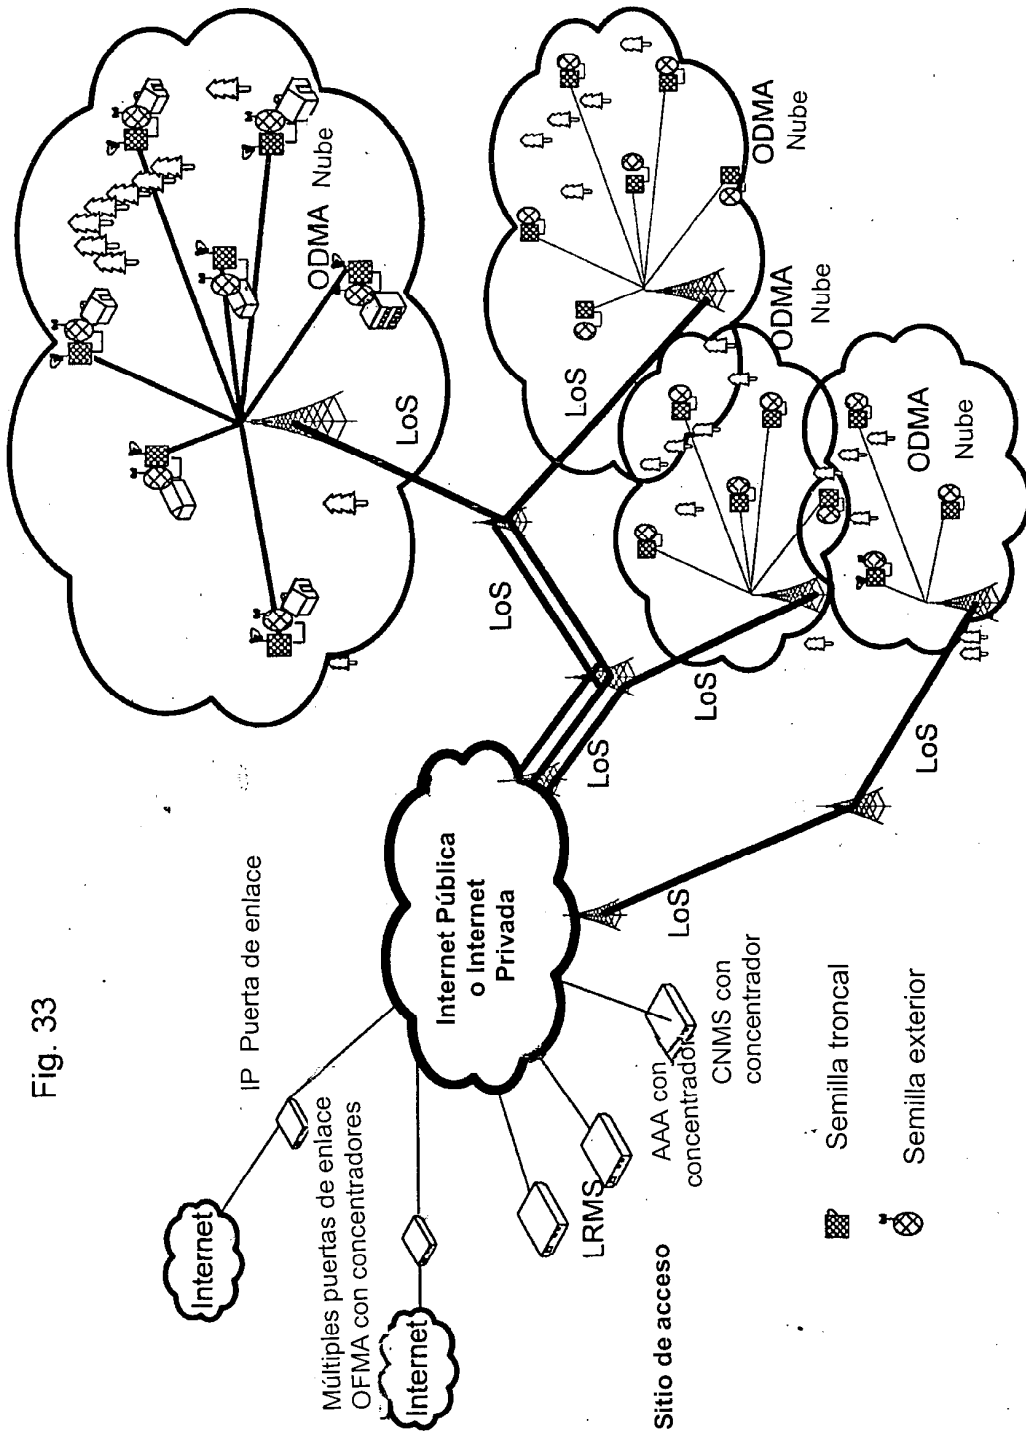 Fig. 33
Internet
IP Puerta de enlace
Múltiples puertas de enlace
OFMA con concentradores
Internet
Internet Pública
o Internet
Privada
LRMS
AAA con
concentrador
CNMS con
concentrador
Sitio de acceso
Semilla troncal
Semilla exterior
LoS
LoS
LoS
LoS
LoS
LoS
LoS
ODMA
Nube
ODMA
Nube
ODMA
Nube
ODMA
Nube